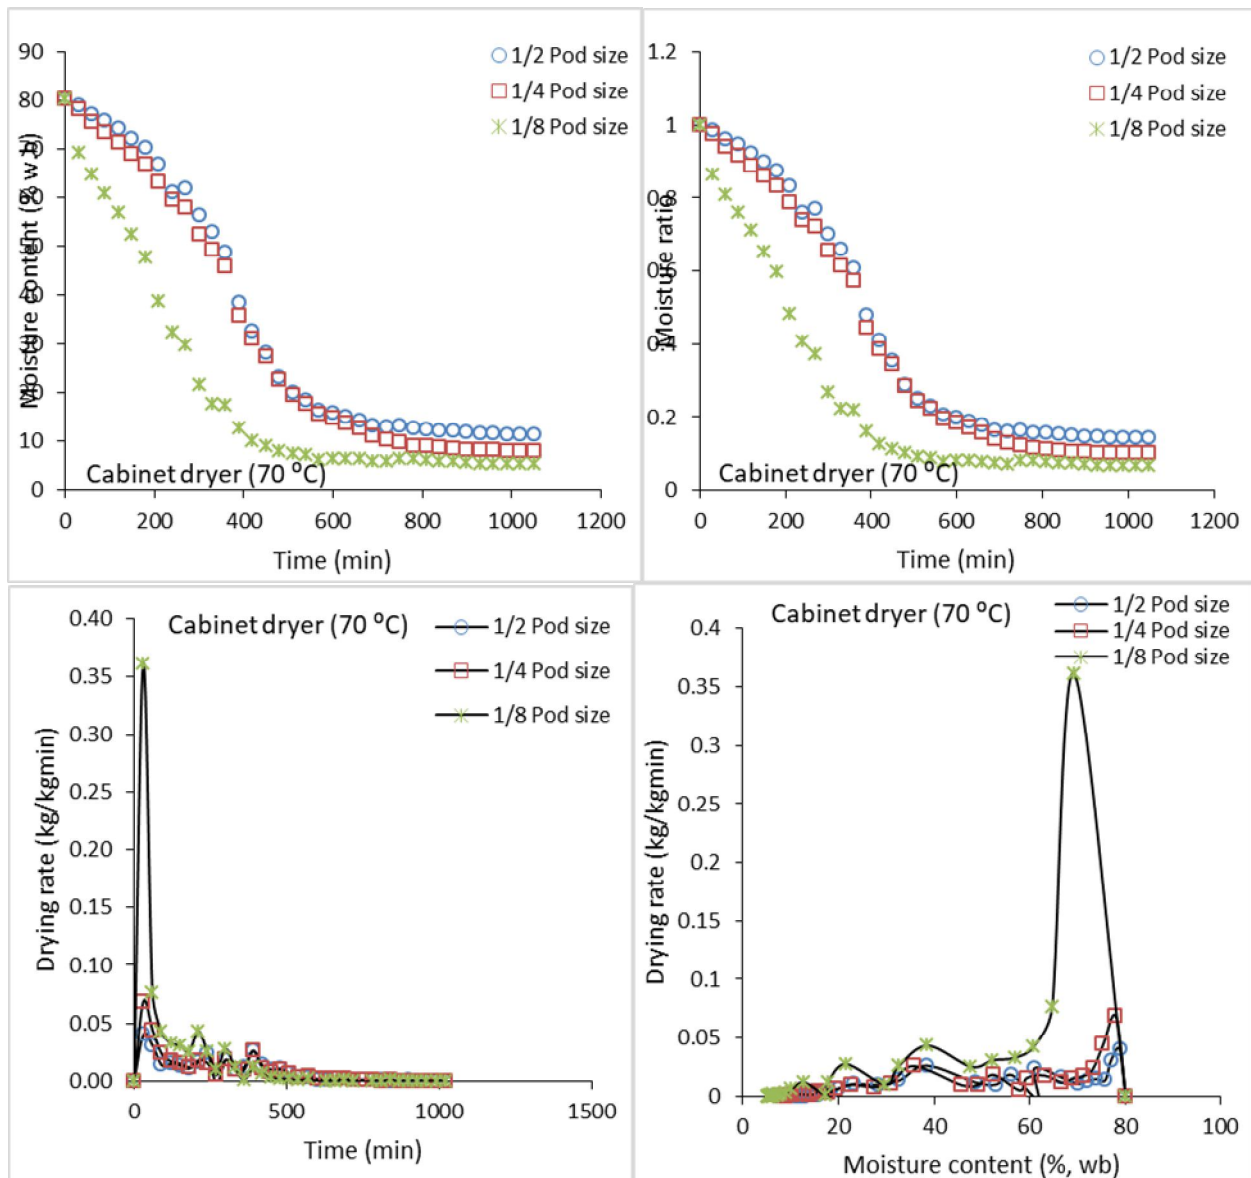 90
80
70
60
50
40
30
20
10
0
Moisture content (% w.b)
1/2 Pod size
1/4 Pod size
1/8 Pod size
Cabinet dryer (70 °C)
0 200 400 600 800 1000 1200
Time (min)
1.2
1
0.8
0.6
0.4
0.2
0
Moisture ratio
1/2 Pod size
1/4 Pod size
1/8 Pod size
Cabinet dryer (70 °C)
0 200 400 600 800 1000 1200
Time (min)
Cabinet dryer (70 °C)
0.40
0.35
0.30
0.25
0.20
0.15
0.10
0.05
0.00
Drying rate (kg/kgmin)
1/2 Pod size
1/4 Pod size
1/8 Pod size
0 500 1000 1500
Time (min)
Cabinet dryer (70 °C)
1/2 Pod size
1/4 Pod size
1/8 Pod size
0.4
0.35
0.3
0.25
0.2
0.15
0.1
0.05
0
Drying rate (kg/kgmin)
0 20 40 60 80 100
Moisture content (%, wb)